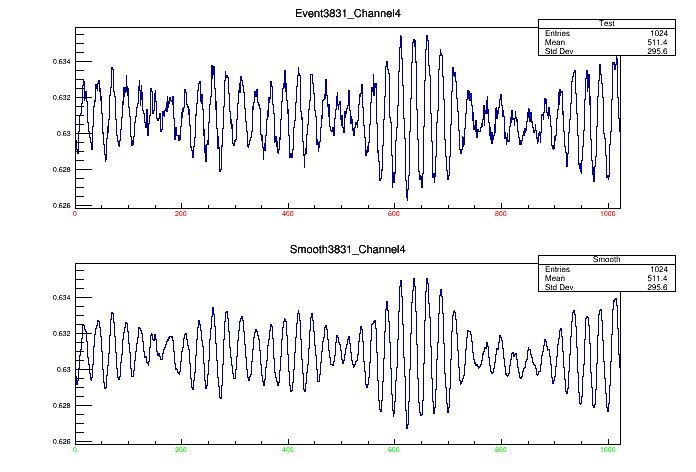 Event3831_Channel4
Test
Entries 1024
Mean 511.4
Std Dev 295.6
0.634
0.632
0.63
0.628
0.626
0 200 400 600 800 1000
Smooth3831_Channel4
Smooth
Entries 1024
Mean 511.4
Std Dev 295.6
0.634
0.632
0.63
0.628
0.626
0 200 400 600 800 1000